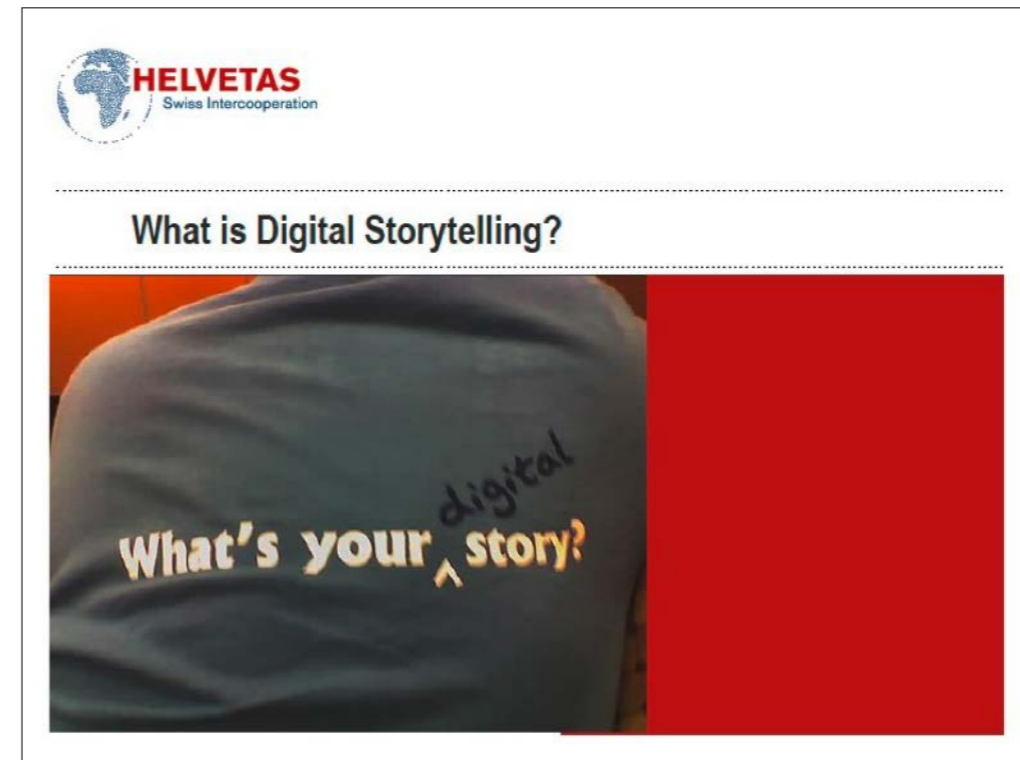 HELVETAS
Swiss Intercooperation
What is Digital Storytelling?
digital
What's your ^ story?